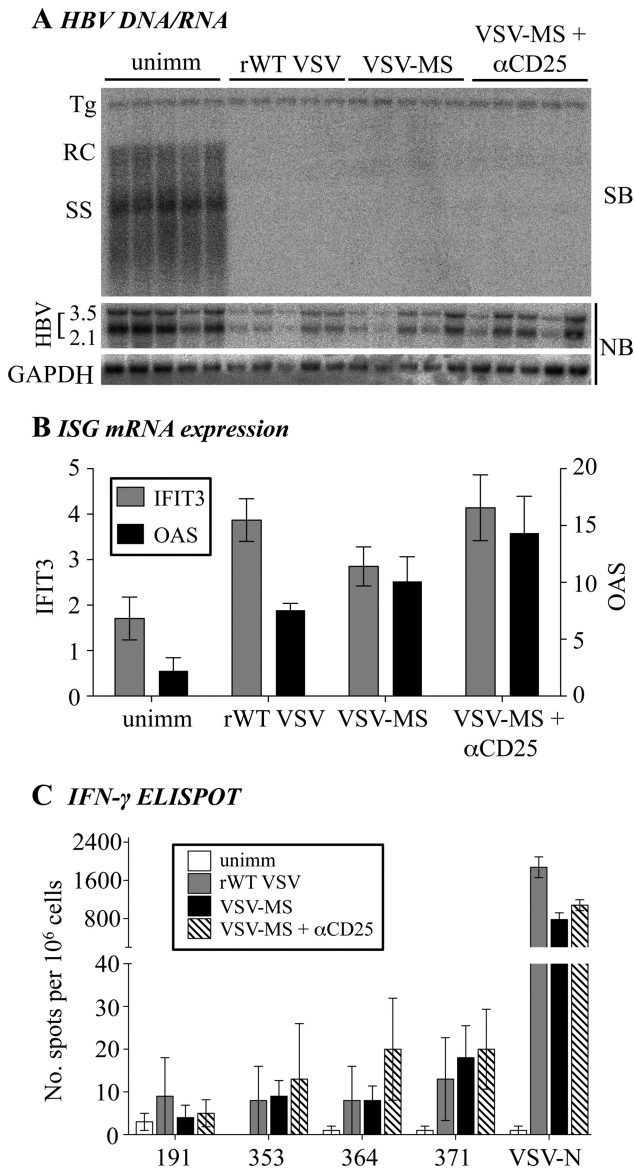 A HBV DNA/RNA
unimm rWT VSV VSV-MS VSV-MS + αCD25
Tg
RC
SS
SB
HBV
3.5
2.1
NB
GAPDH
B ISG mRNA expression
5
4
3
2
1
0
IFIT3
IFIT3
OAS
20
15
10
5
0
OAS
unimm rWT VSV VSV-MS VSV-MS + αCD25
C IFN-γ ELISPOT
2400
1600
800
40
30
20
10
0
No. spots per 10⁶ cells
unimm
rWT VSV
VSV-MS
VSV-MS + αCD25
191 353 364 371 VSV-N